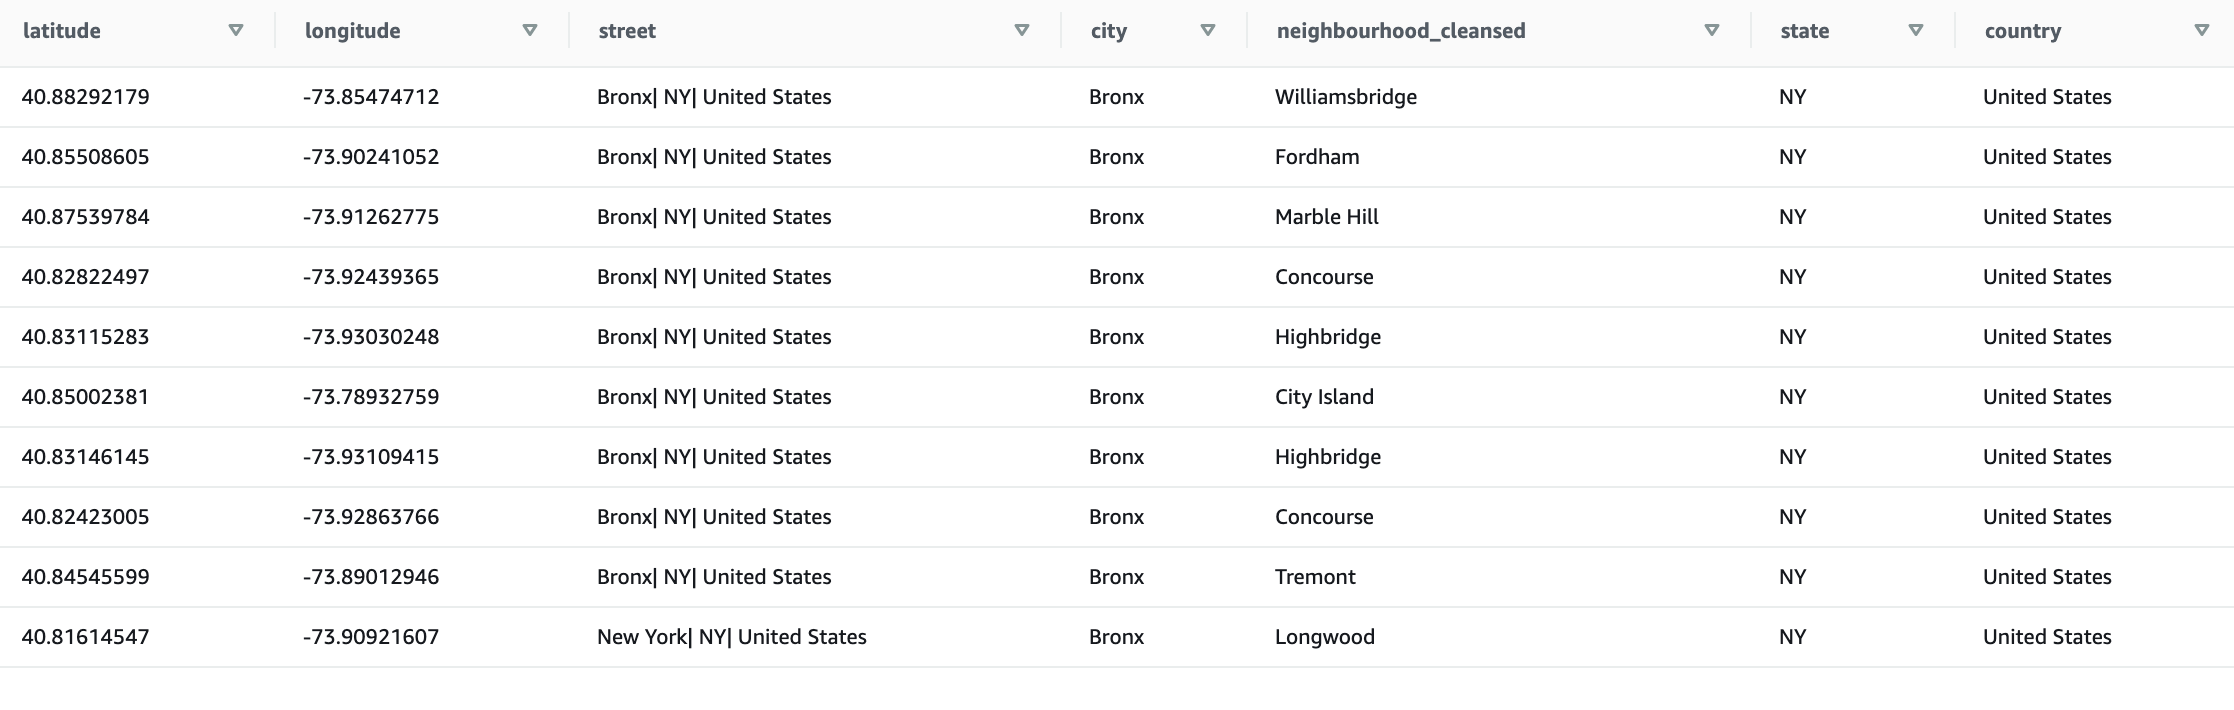 latitude longitude street city neighbourhood_cleansed state country
40.88292179 -73.85474712 Bronx| NY| United States Bronx Williamsbridge NY United States
40.85508605 -73.90241052 Bronx| NY| United States Bronx Fordham NY United States
40.87539784 -73.91262775 Bronx| NY| United States Bronx Marble Hill NY United States
40.82822497 -73.92439365 Bronx| NY| United States Bronx Concourse NY United States
40.83115283 -73.93030248 Bronx| NY| United States Bronx Highbridge NY United States
40.85002381 -73.78932759 Bronx| NY| United States Bronx City Island NY United States
40.83146145 -73.93109415 Bronx| NY| United States Bronx Highbridge NY United States
40.82423005 -73.92863766 Bronx| NY| United States Bronx Concourse NY United States
40.84545599 -73.89012946 Bronx| NY| United States Bronx Tremont NY United States
40.81614547 -73.90921607 New York| NY| United States Bronx Longwood NY United States